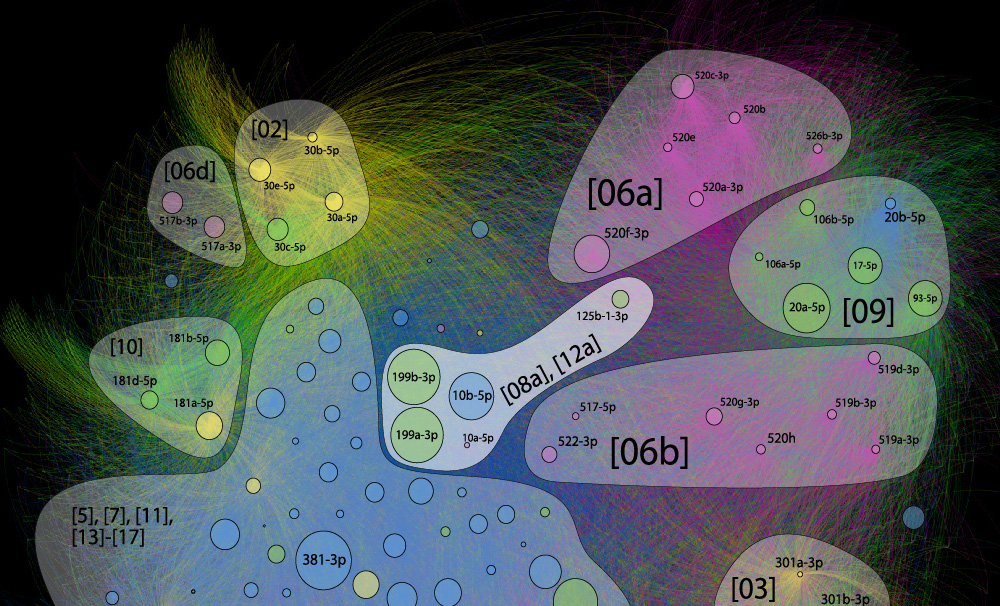 520c-3p
520b
[02]
30b-5p
520e
526b-3p
[06d]
30e-5p
520a-3p
[06a]
517b-3p
30a-5p
106b-5p
20b-5p
517a-3p
30c-5p
520f-3p
106a-5p
17-5p
93-5p
20a-5p
[09]
125b-1-3p
181b-5p
[10]
[08a], [12a]
519d-3p
199b-3p
181d-5p
10b-5p
181a-5p
517-5p
520g-3p
519b-3p
199a-3p
10a-5p
522-3p
[06b]
520h
519a-3p
[5], [7], [11],
[13]-[17]
381-3p
301a-3p
[03]
301b-3p